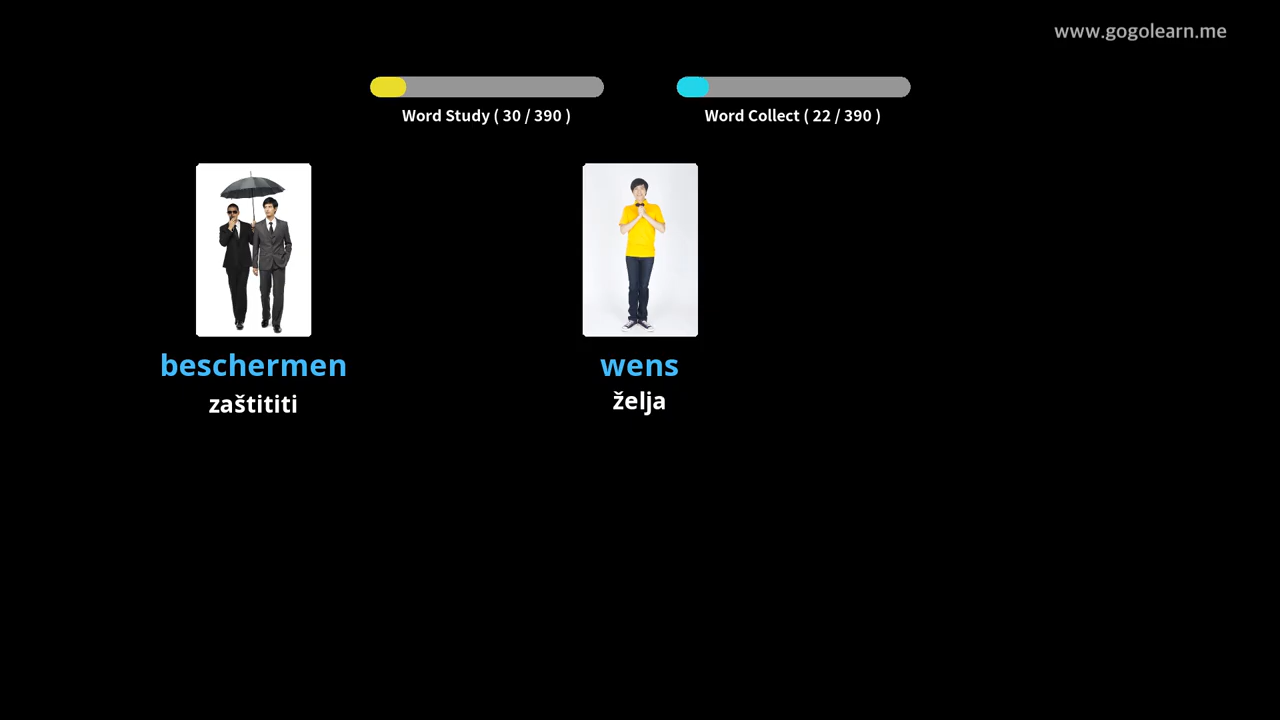 www.gogolearn.me
Word Study ( 30 / 390 )
Word Collect ( 22 / 390 )
beschermen
zaštititi
wens
želja